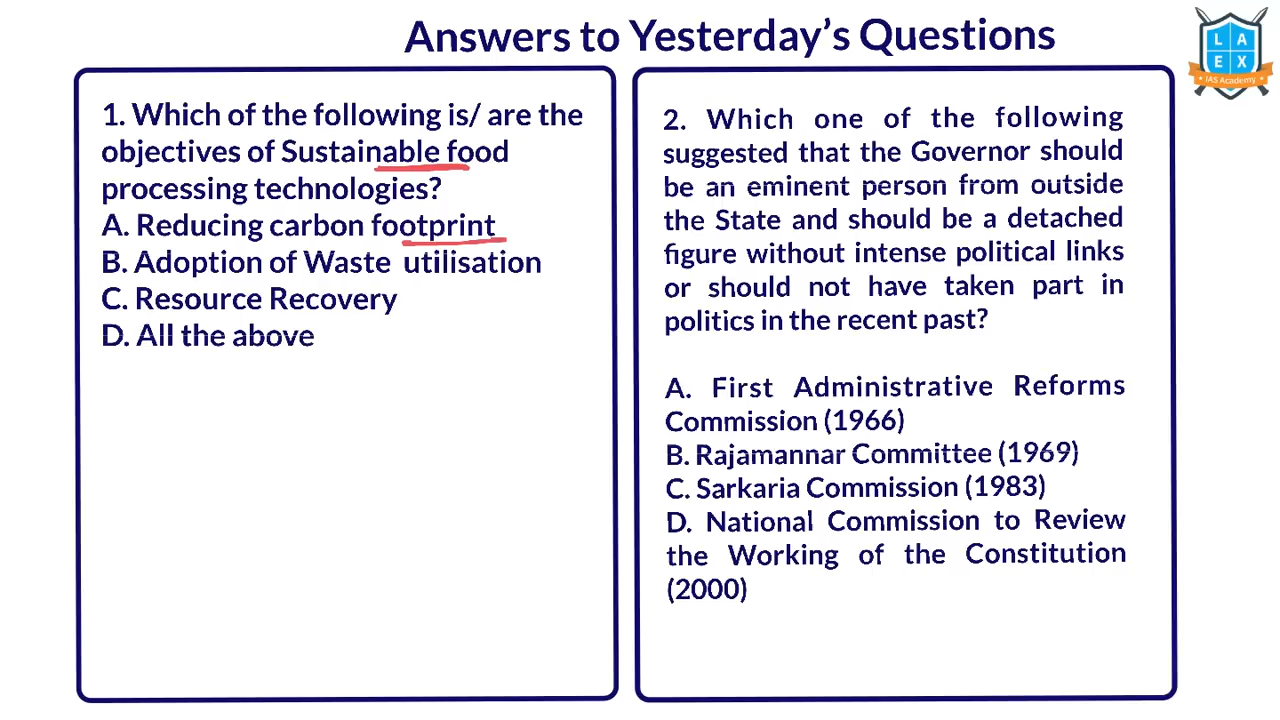 Answers to Yesterday's Questions
L A
E X
IAS Academy
1. Which of the following is/ are the
objectives of Sustainable food
processing technologies?
A. Reducing carbon footprint
B. Adoption of Waste utilisation
C. Resource Recovery
D. All the above
2. Which one of the following
suggested that the Governor should
be an eminent person from outside
the State and should be a detached
figure without intense political links
or should not have taken part in
politics in the recent past?
A. First Administrative Reforms
Commission (1966)
B. Rajamannar Committee (1969)
C. Sarkaria Commission (1983)
D. National Commission to Review
the Working of the Constitution
(2000)